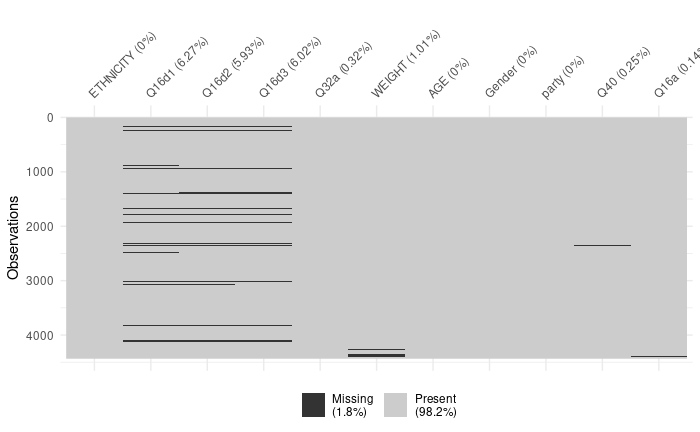 ETHNICITY (0%)
Q16d1 (6.27%)
Q16d2 (5.93%)
Q16d3 (6.02%)
Q32a (0.32%)
WEIGHT (1.01%)
AGE (0%)
Gender (0%)
party (0%)
Q40 (0.25%)
Q16a (0.14%
0
1000
2000
3000
4000
Observations
Missing
(1.8%)
Present
(98.2%)